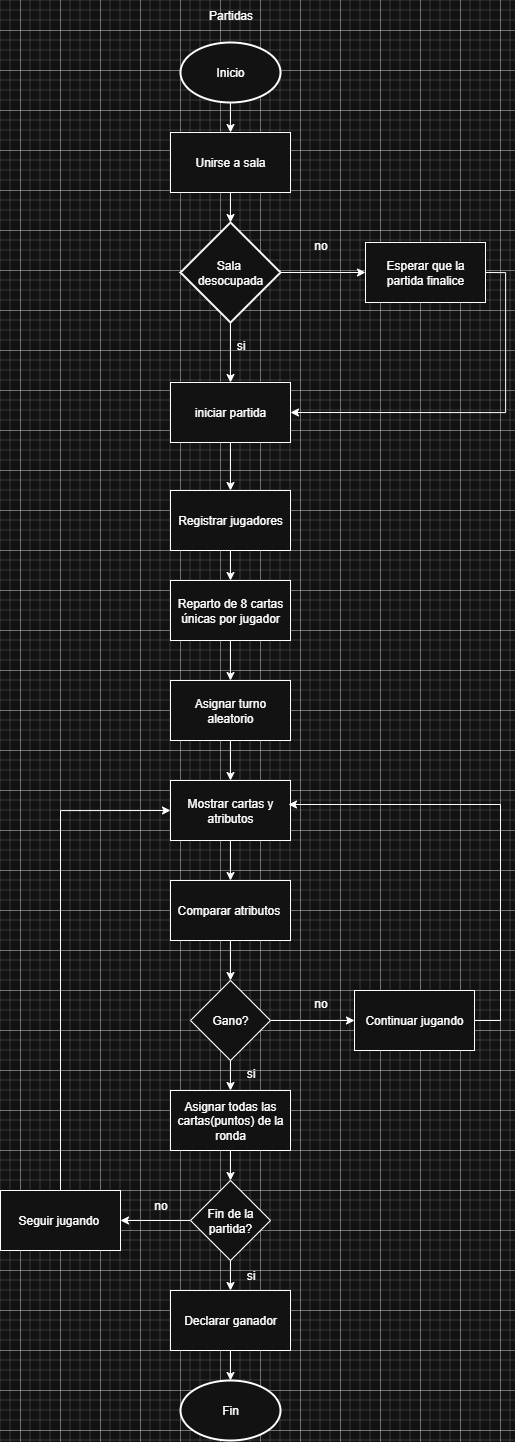 Partidas
Inicio
Unirse a sala
Sala
desocupada
no
Esperar que la
partida finalice
si
iniciar partida
Registrar jugadores
Reparto de 8 cartas
únicas por jugador
Asignar turno
aleatorio
Mostrar cartas y
atributos
Comparar atributos
Gano?
no
Continuar jugando
si
Asignar todas las
cartas(puntos) de la
ronda
Fin de la
partida?
no
Seguir jugando
si
Declarar ganador
Fin